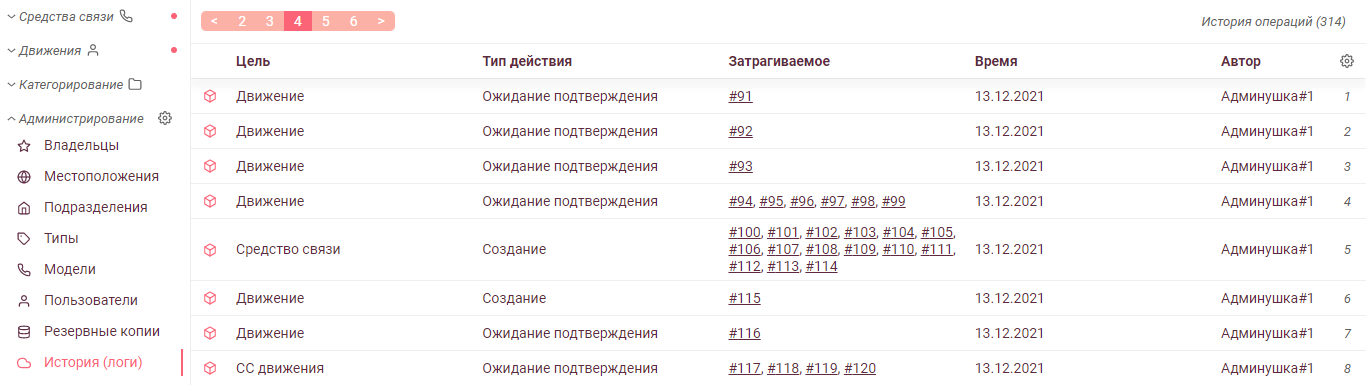 Средства связи
Движения
Категорирование
Администрирование
Владельцы
Местоположения
Подразделения
Типы
Модели
Пользователи
Резервные копии
История (логи)
< 2 3 4 5 6 >
История операций (314)
Цель Тип действия Затрагиваемое Время Автор
Движение Ожидание подтверждения #91 13.12.2021 Админушка#1 1
Движение Ожидание подтверждения #92 13.12.2021 Админушка#1 2
Движение Ожидание подтверждения #93 13.12.2021 Админушка#1 3
Движение Ожидание подтверждения #94, #95, #96, #97, #98, #99 13.12.2021 Админушка#1 4
#100, #101, #102, #103, #104, #105,
Средство связи Создание #106, #107, #108, #109, #110, #111, 13.12.2021 Админушка#1 5
#112, #113, #114
Движение Создание #115 13.12.2021 Админушка#1 6
Движение Ожидание подтверждения #116 13.12.2021 Админушка#1 7
СС движения Ожидание подтверждения #117, #118, #119, #120 13.12.2021 Админушка#1 8